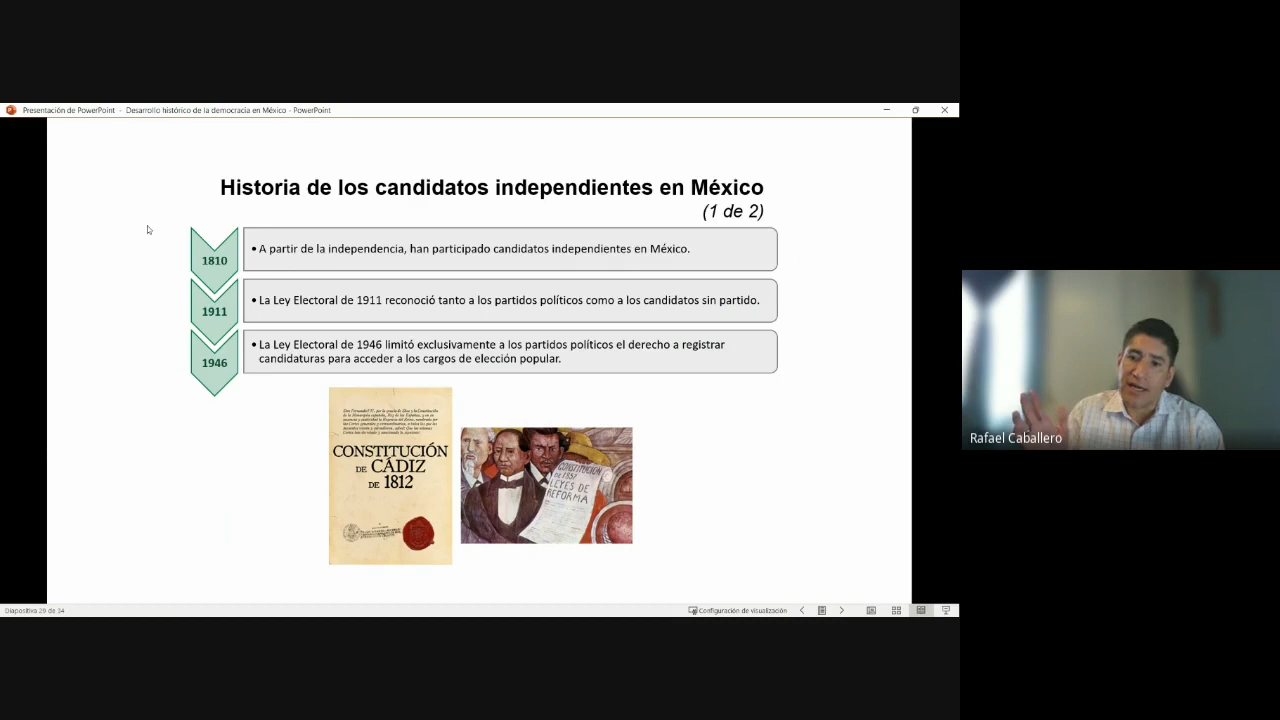 Presentación de PowerPoint - Desarrollo histórico de la democracia en México - PowerPoint
Historia de los candidatos independientes en México
(1 de 2)
1810
• A partir de la independencia, han participado candidatos independientes en México.
1911
• La Ley Electoral de 1911 reconoció tanto a los partidos políticos como a los candidatos sin partido.
1946
• La Ley Electoral de 1946 limitó exclusivamente a los partidos políticos el derecho a registrar
candidaturas para acceder a los cargos de elección popular.
CONSTITUCIÓN
DE CÁDIZ
DE 1812
CONSTITUCION
DE 1857
LEYES DE
REFORMA
Rafael Caballero
Diapositiva 29 de 34
Configuración de visualización